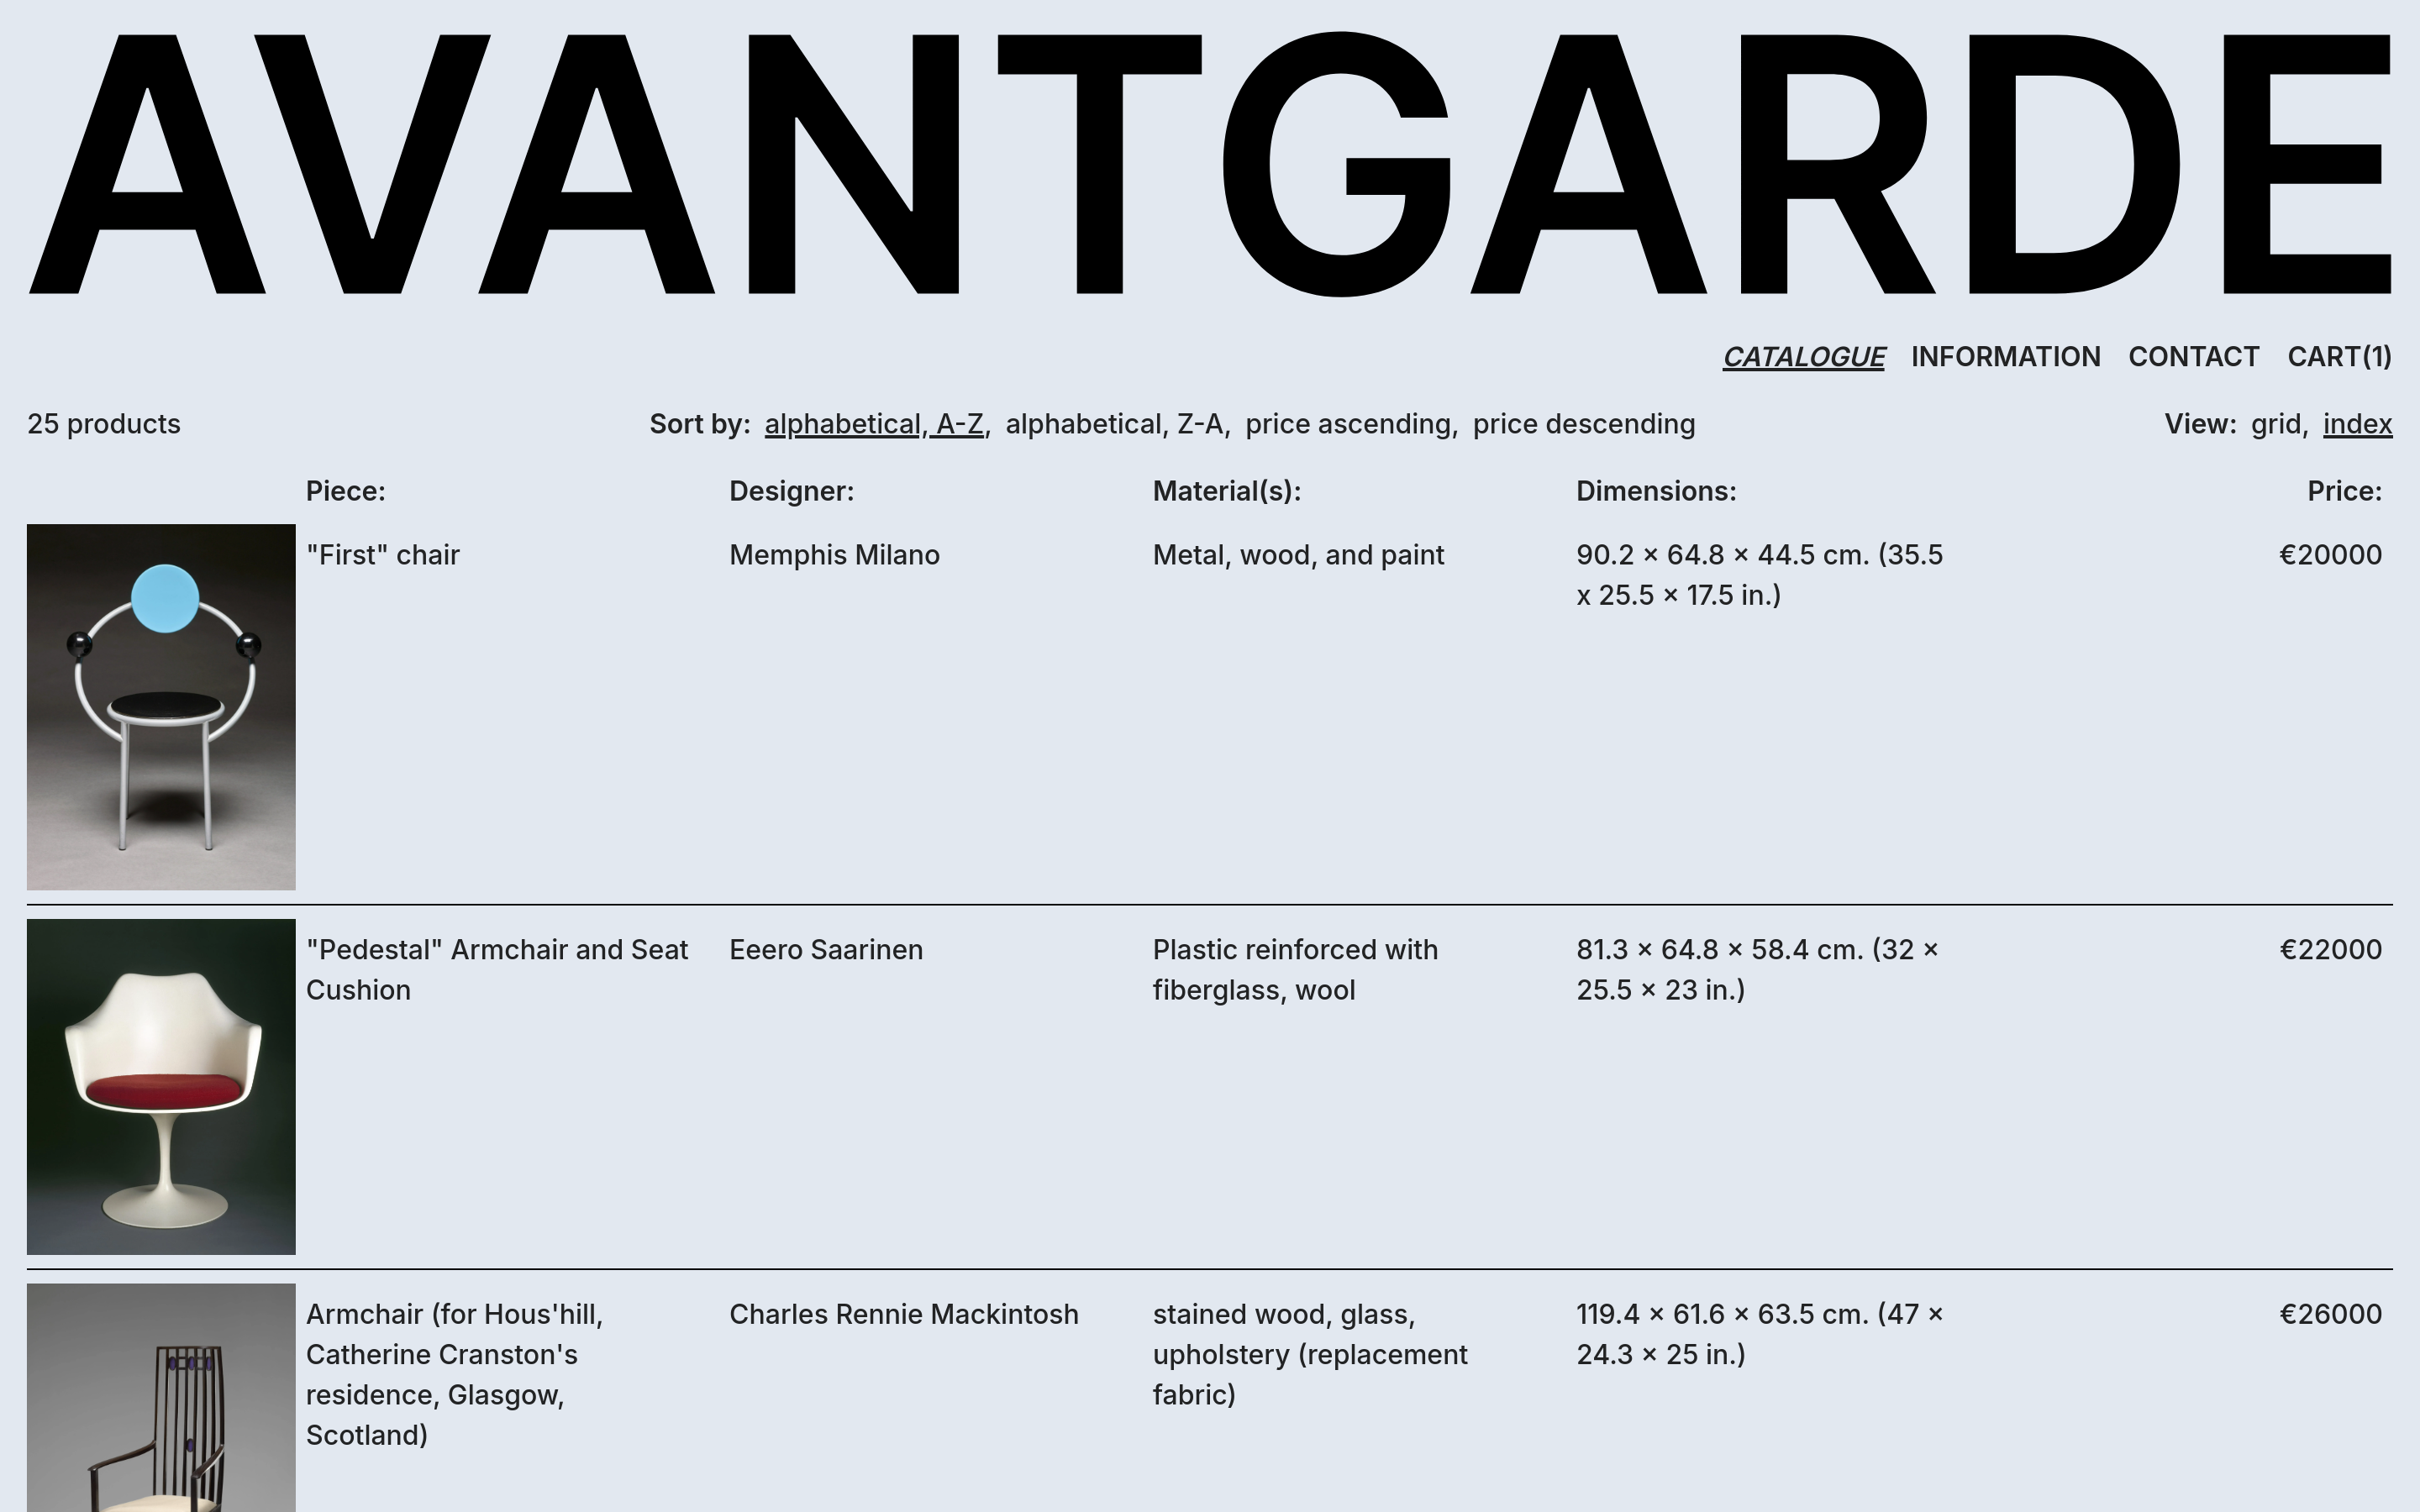 AVANTGARDE
CATALOGUE INFORMATION CONTACT CART(1)
25 products Sort by: alphabetical, A-Z, alphabetical, Z-A, price ascending, price descending View: grid, index
Piece: Designer: Material(s): Dimensions: Price:
"First" chair Memphis Milano Metal, wood, and paint 90.2 × 64.8 × 44.5 cm. (35.5 €20000
x 25.5 × 17.5 in.)
"Pedestal" Armchair and Seat Eeero Saarinen Plastic reinforced with 81.3 × 64.8 × 58.4 cm. (32 × €22000
Cushion fiberglass, wool 25.5 × 23 in.)
Armchair (for Hous'hill, Charles Rennie Mackintosh stained wood, glass, 119.4 × 61.6 × 63.5 cm. (47 × €26000
Catherine Cranston's upholstery (replacement 24.3 × 25 in.)
residence, Glasgow, fabric)
Scotland)